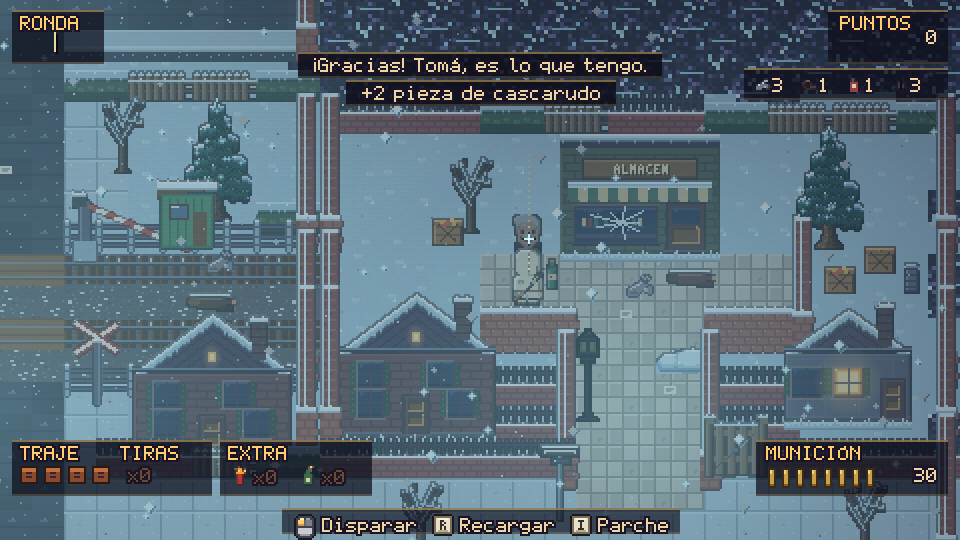 RONDA
|
PUNTOS
0
¡Gracias! Tomá, es lo que tengo.
+2 pieza de cascarudo
3 1 1 3
ALMACEN
TRAJE TIRAS
x0
EXTRA
x0 x0
MUNICIÓN
30
Disparar R Recargar I Parche